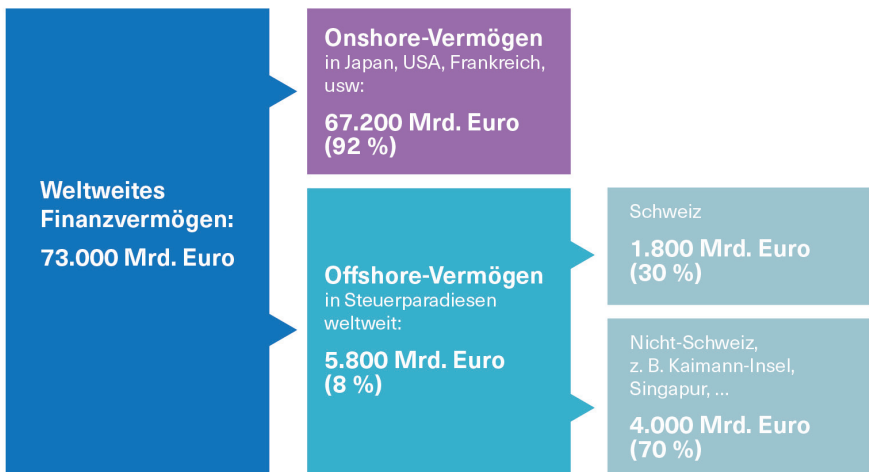 Weltweites
Finanzvermögen:
73.000 Mrd. Euro
Onshore-Vermögen
in Japan, USA, Frankreich,
usw:
67.200 Mrd. Euro
(92 %)
Offshore-Vermögen
in Steuerparadiesen
weltweit:
5.800 Mrd. Euro
(8 %)
Schweiz
1.800 Mrd. Euro
(30 %)
Nicht-Schweiz,
z. B. Kaimann-Insel,
Singapur, ...
4.000 Mrd. Euro
(70 %)